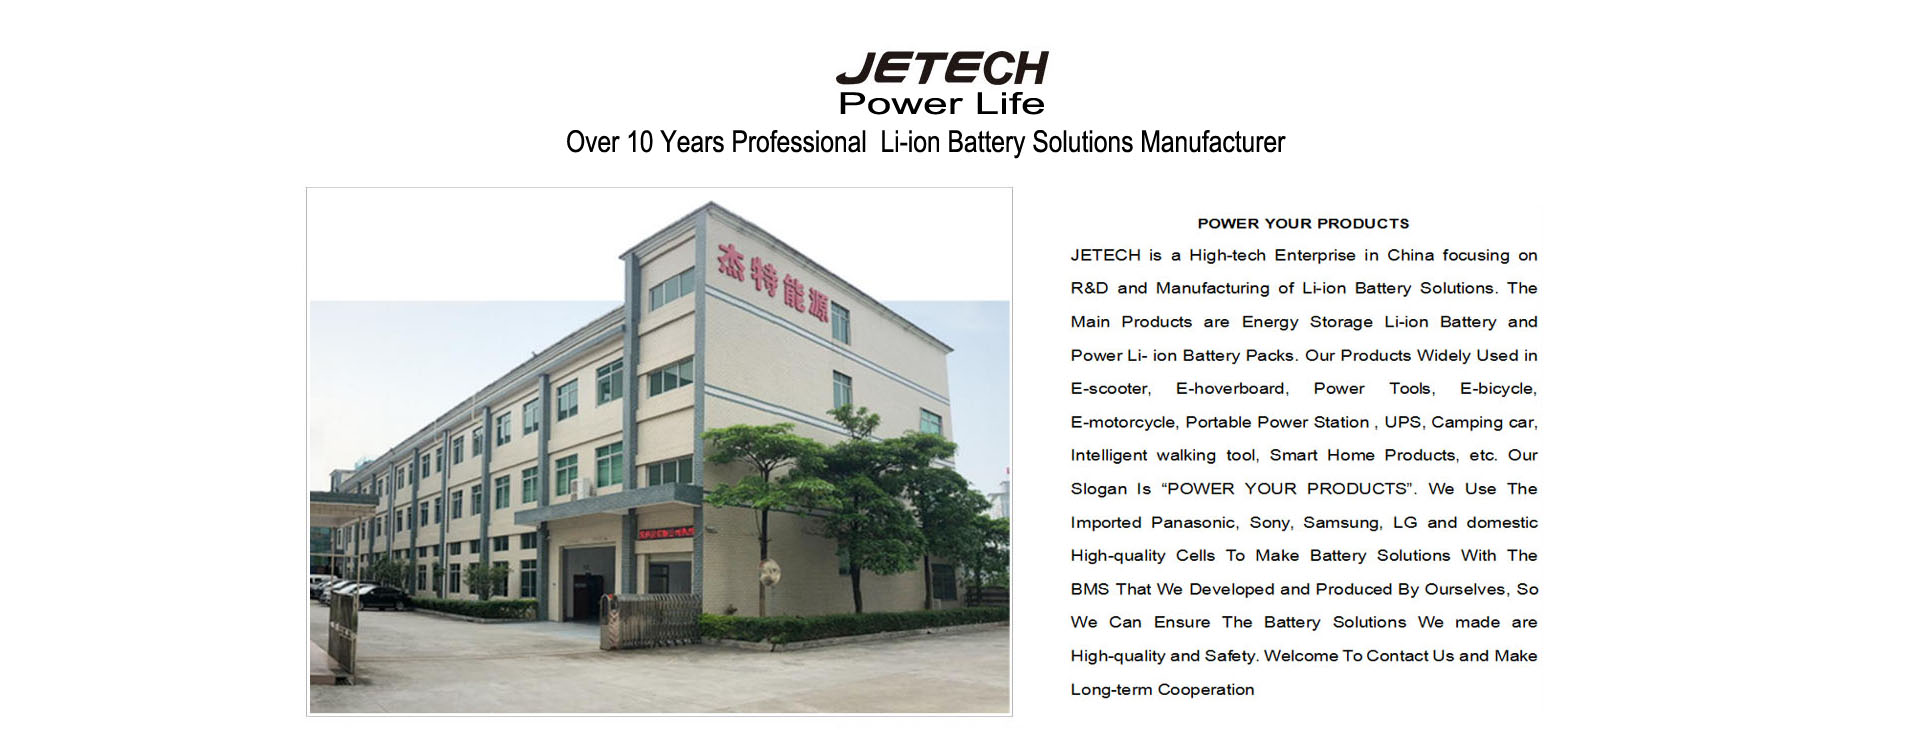 JETECH
Power Life
Over 10 Years Professional Li-ion Battery Solutions Manufacturer
杰特能源
POWER YOUR PRODUCTS
JETECH is a High-tech Enterprise in China focusing on
R&D and Manufacturing of Li-ion Battery Solutions. The
Main Products are Energy Storage Li-ion Battery and
Power Li- ion Battery Packs. Our Products Widely Used in
E-scooter, E-hoverboard, Power Tools, E-bicycle,
E-motorcycle, Portable Power Station , UPS, Camping car,
Intelligent walking tool, Smart Home Products, etc. Our
Slogan Is “POWER YOUR PRODUCTS”. We Use The
Imported Panasonic, Sony, Samsung, LG and domestic
High-quality Cells To Make Battery Solutions With The
BMS That We Developed and Produced By Ourselves, So
We Can Ensure The Battery Solutions We made are
High-quality and Safety. Welcome To Contact Us and Make
Long-term Cooperation